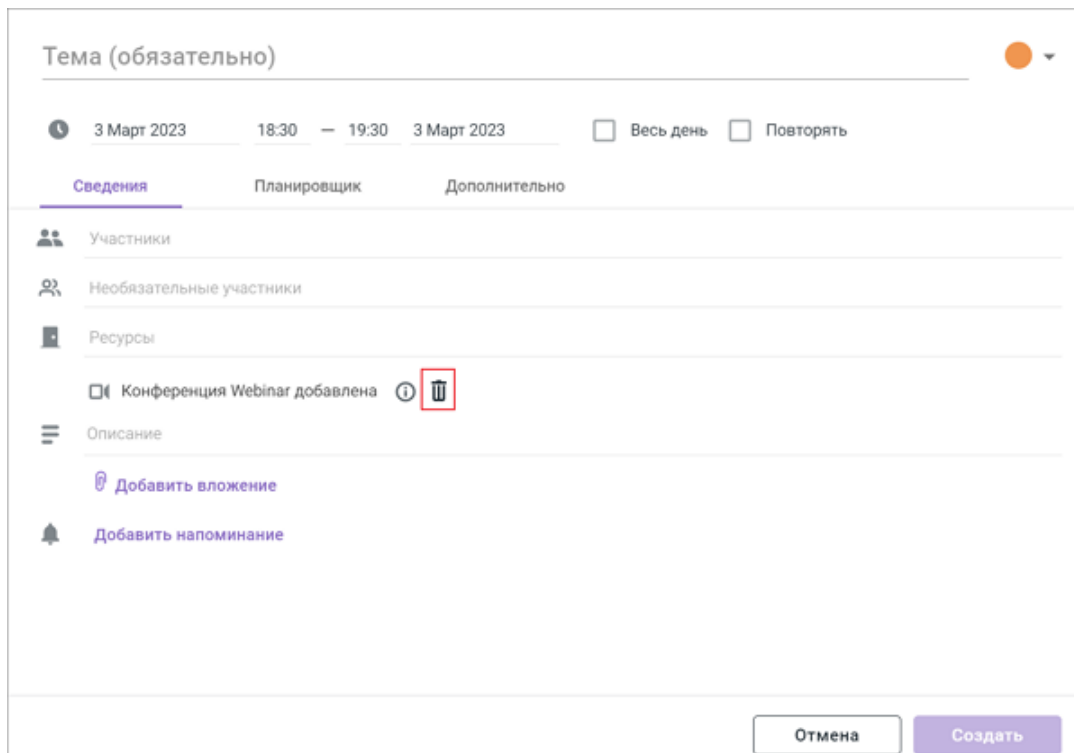 Тема (обязательно)
3 Март 2023 18:30 — 19:30 3 Март 2023 Весь день Повторять
Сведения Планировщик Дополнительно
Участники
Необязательные участники
Ресурсы
Конференция Webinar добавлена
Описание
Добавить вложение
Добавить напоминание
Отмена Создать